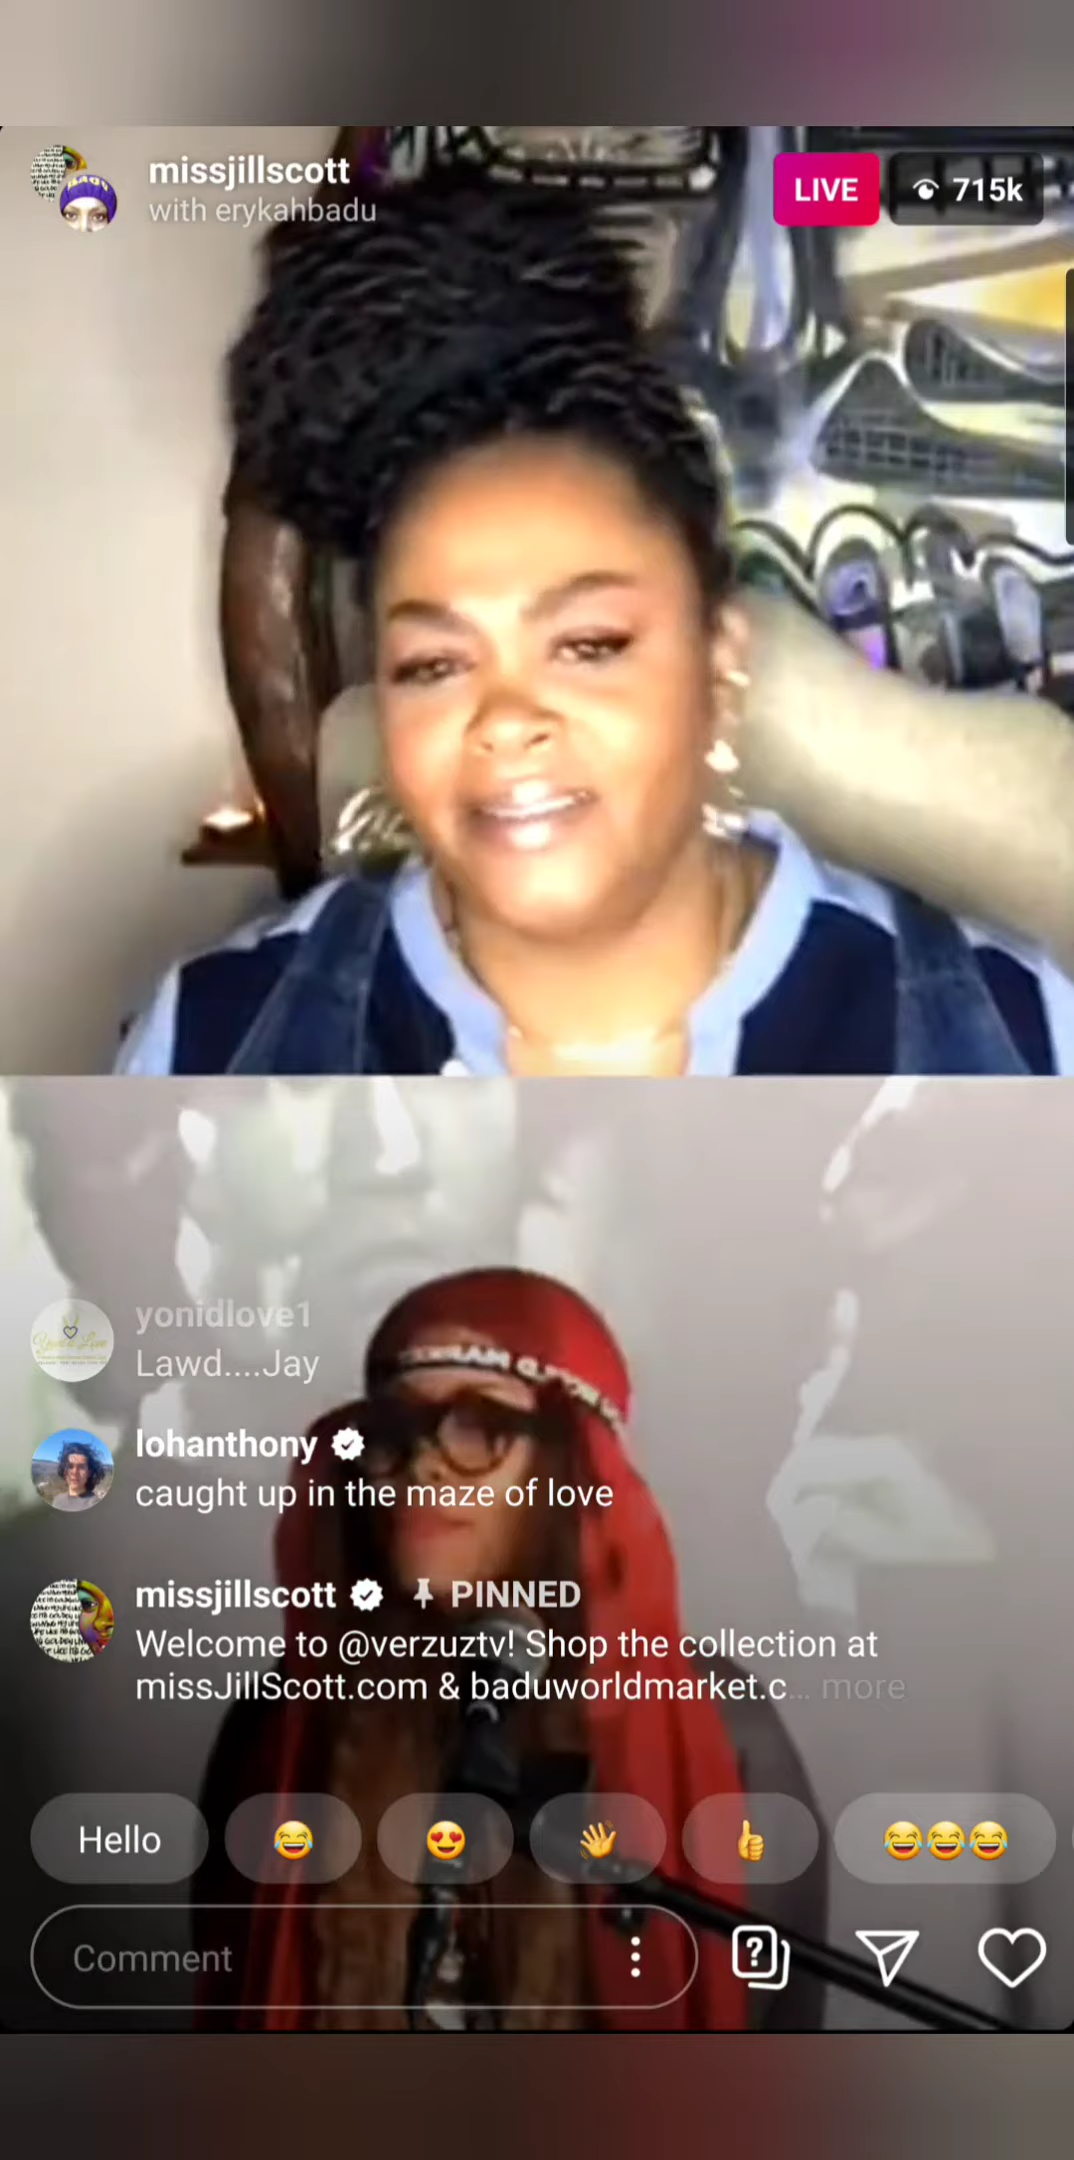 missjillscott
with erykahbadu
LIVE
715k
yonidlove1
Lawd....Jay
lohanthony
caught up in the maze of love
missjillscott PINNED
Welcome to @verzuztv! Shop the collection at
missJillScott.com & baduworldmarket.c... more
Hello
Comment